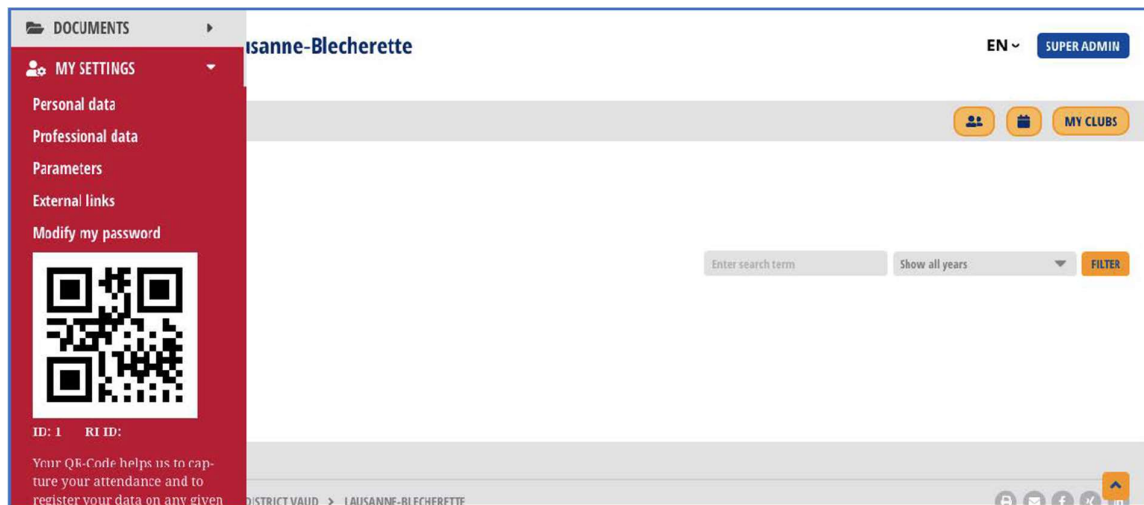 DOCUMENTS
MY SETTINGS
Personal data
Professional data
Parameters
External links
Modify my password
ID: 1 RI ID:
Your QR-Code helps us to cap-
ture your attendance and to
register your data on any given
usanne-Blecherette
EN
SUPER ADMIN
MY CLUBS
Enter search term
Show all years
FILTER
DISTRICT VAUD > LAUSANNE-BLECHERETTE